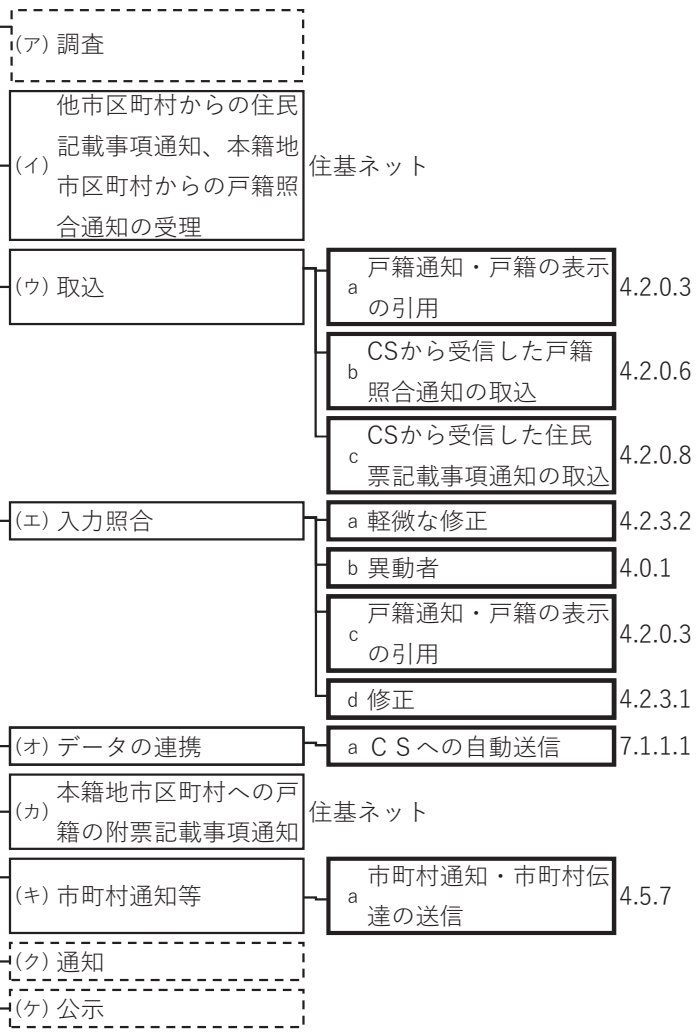 (ア) 調査
他市区町村からの住民
(イ) 記載事項通知、本籍地
市区町村からの戸籍照
合通知の受理
住基ネット
(ウ) 取込
a 戸籍通知・戸籍の表示
の引用
4.2.0.3
b CSから受信した戸籍
照合通知の取込
4.2.0.6
c CSから受信した住民
票記載事項通知の取込
4.2.0.8
(エ) 入力照合
a 軽微な修正 4.2.3.2
b 異動者 4.0.1
c 戸籍通知・戸籍の表示
の引用
4.2.0.3
d 修正 4.2.3.1
(オ) データの連携
a ＣＳへの自動送信 7.1.1.1
(カ) 本籍地市区町村への戸
籍の附票記載事項通知
住基ネット
(キ) 市町村通知等
a 市町村通知・市町村伝
達の送信
4.5.7
(ク) 通知
(ケ) 公示